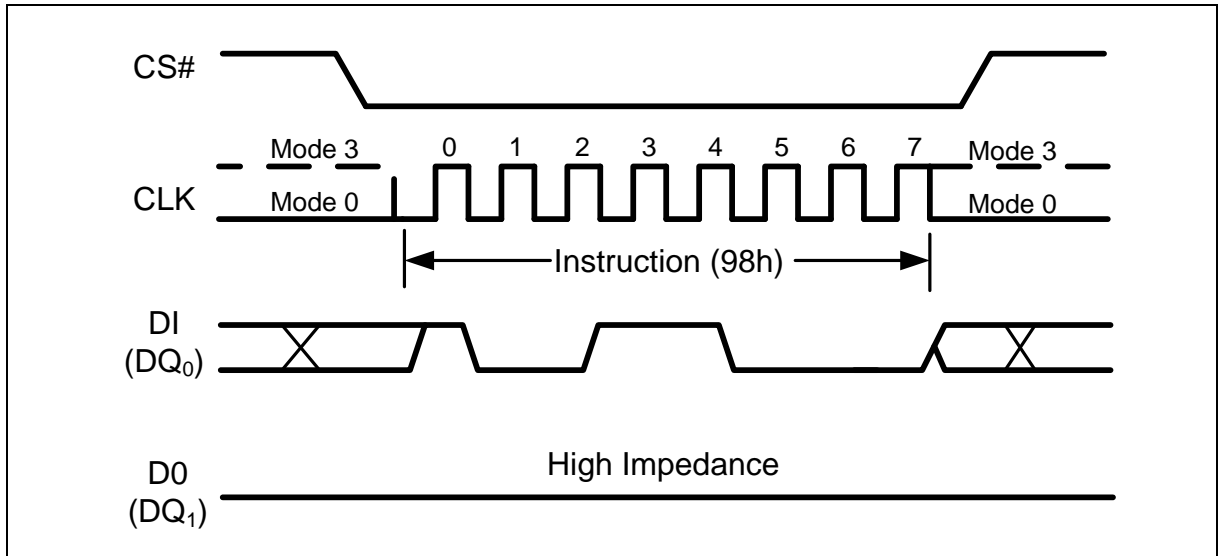 CS#
Mode 3 0 1 2 3 4 5 6 7 Mode 3
CLK Mode 0 Mode 0
Instruction (98h)
DI
(DQ₀)
High Impedance
D0
(DQ₁)